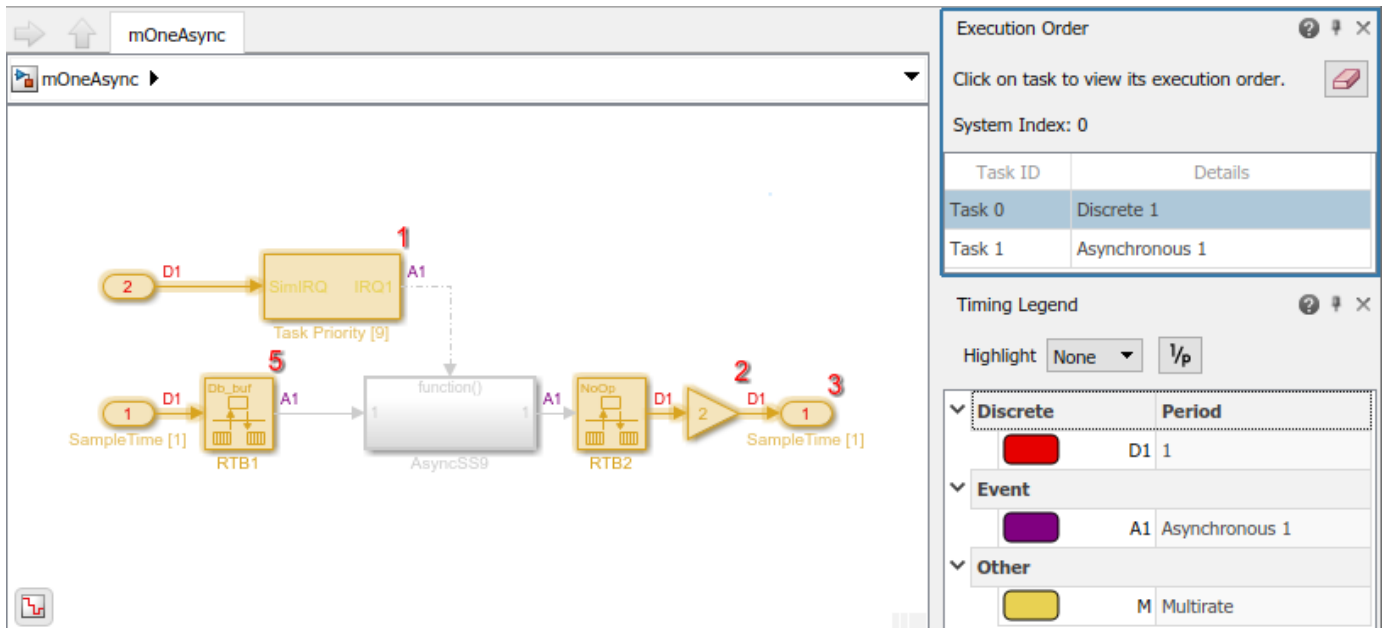 mOneAsync
mOneAsync
1
D1
A1
2
SimIRQ IRQ1
Task Priority [9]
5
2
3
D1
Db_buf
A1
function()
A1
NoOp
D1
D1
1
1
1
2
1
SampleTime [1]
RTB1
AsyncSS9
RTB2
SampleTime [1]
Execution Order
Click on task to view its execution order.
System Index: 0
Task ID Details
Task 0 Discrete 1
Task 1 Asynchronous 1
Timing Legend
Highlight None 1/p
Discrete Period
D1 1
Event
A1 Asynchronous 1
Other
M Multirate